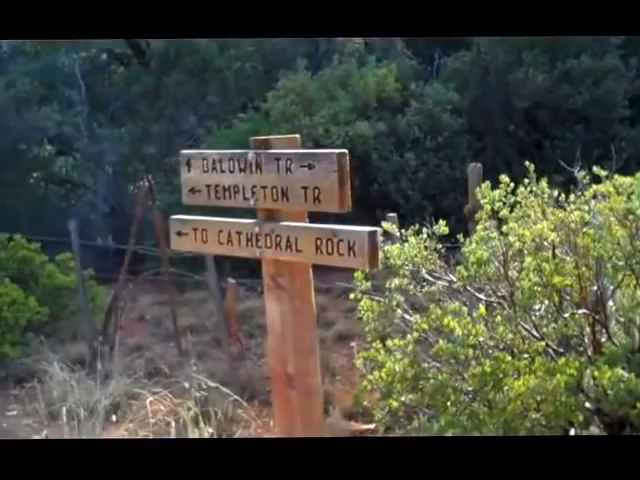 ↑ BALDWIN TR →
← TEMPLETON TR
← TO CATHEDRAL ROCK